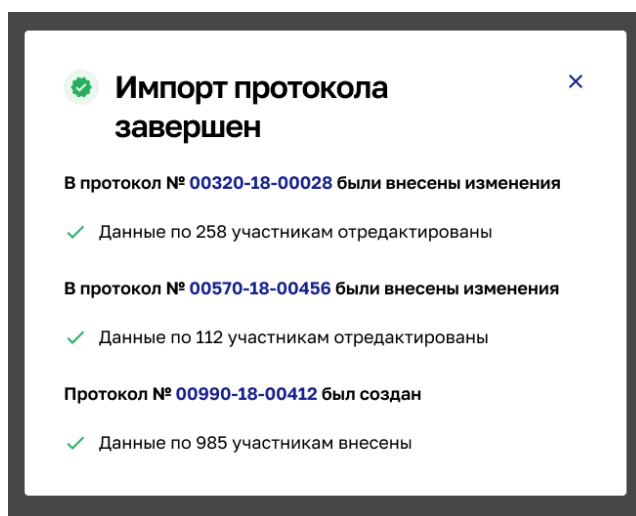 Импорт протокола
завершен
В протокол № 00320-18-00028 были внесены изменения
Данные по 258 участникам отредактированы
В протокол № 00570-18-00456 были внесены изменения
Данные по 112 участникам отредактированы
Протокол № 00990-18-00412 был создан
Данные по 985 участникам внесены